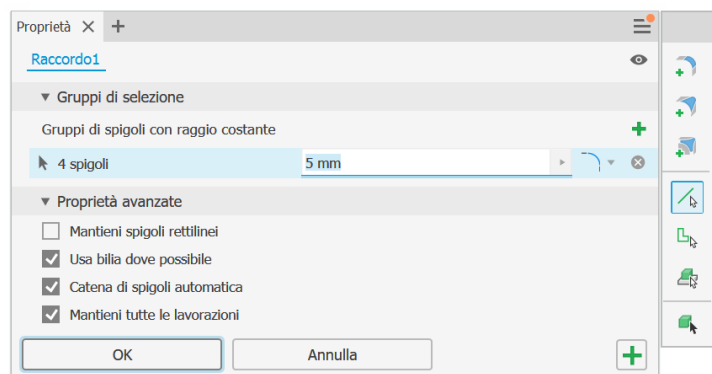 Proprietà
Raccordo1
Gruppi di selezione
Gruppi di spigoli con raggio costante
4 spigoli 5 mm
Proprietà avanzate
Mantieni spigoli rettilinei
Usa bilia dove possibile
Catena di spigoli automatica
Mantieni tutte le lavorazioni
OK Annulla